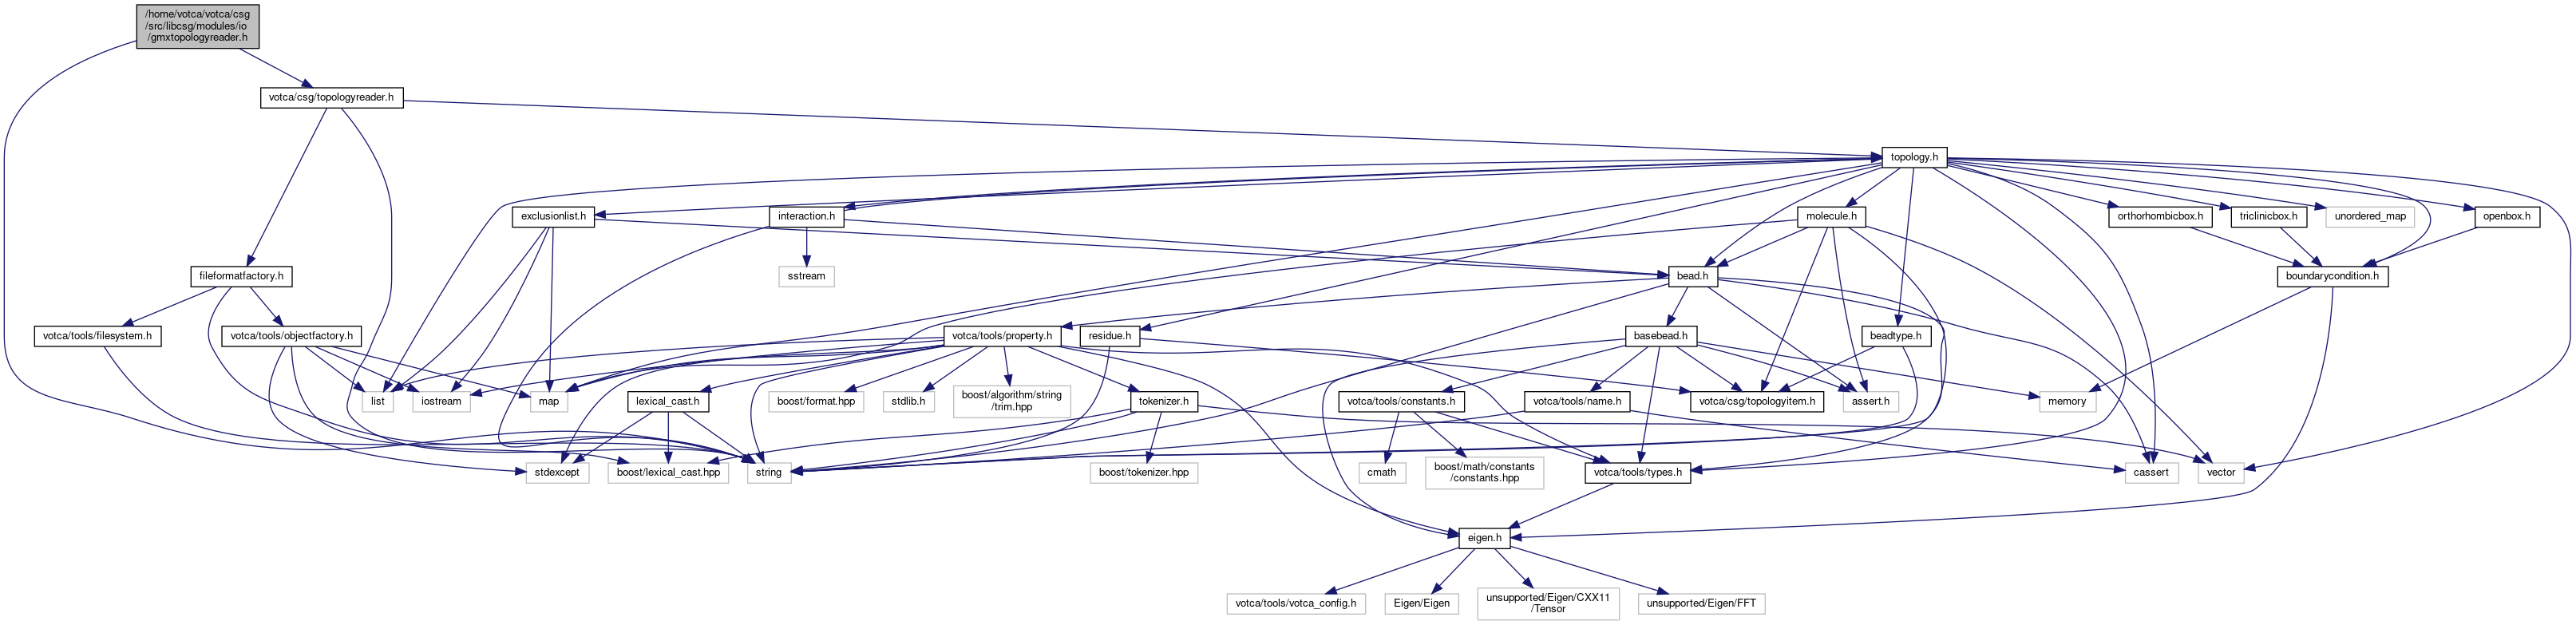 /home/votca/votca/csg
/src/libcsg/modules/io
/gmxtopologyreader.h
votca/csg/topologyreader.h
topology.h
exclusionlist.h
interaction.h
molecule.h
orthorhombicbox.h
triclinicbox.h
unordered_map
openbox.h
fileformatfactory.h
sstream
bead.h
boundarycondition.h
votca/tools/filesystem.h
votca/tools/objectfactory.h
votca/tools/property.h
residue.h
basebead.h
beadtype.h
list
iostream
map
lexical_cast.h
boost/format.hpp
stdlib.h
boost/algorithm/string
/trim.hpp
tokenizer.h
votca/tools/constants.h
votca/tools/name.h
votca/csg/topologyitem.h
assert.h
memory
stdexcept
boost/lexical_cast.hpp
string
boost/tokenizer.hpp
cmath
boost/math/constants
/constants.hpp
votca/tools/types.h
cassert
vector
eigen.h
votca/tools/votca_config.h
Eigen/Eigen
unsupported/Eigen/CXX11
/Tensor
unsupported/Eigen/FFT